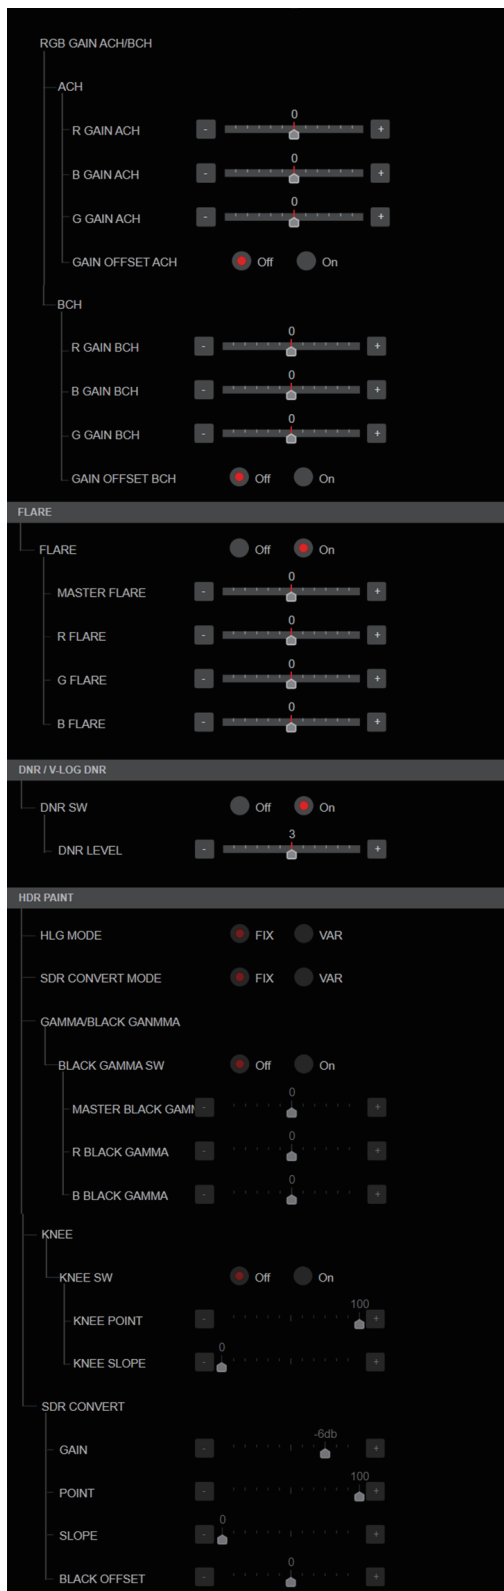 RGB GAIN ACH/BCH
ACH
0
R GAIN ACH - +
0
B GAIN ACH - +
0
G GAIN ACH - +
GAIN OFFSET ACH Off On
BCH
0
R GAIN BCH - +
0
B GAIN BCH - +
0
G GAIN BCH - +
GAIN OFFSET BCH Off On
FLARE
FLARE Off On
0
MASTER FLARE - +
0
R FLARE - +
0
G FLARE - +
0
B FLARE - +
DNR / V-LOG DNR
DNR SW Off On
3
DNR LEVEL - +
HDR PAINT
HLG MODE FIX VAR
SDR CONVERT MODE FIX VAR
GAMMA/BLACK GANMMA
BLACK GAMMA SW Off On
0
MASTER BLACK GAMM - +
0
R BLACK GAMMA - +
0
B BLACK GAMMA - +
KNEE
KNEE SW Off On
100
KNEE POINT - +
0
KNEE SLOPE - +
SDR CONVERT
-6db
GAIN - +
100
POINT - +
0
SLOPE - +
0
BLACK OFFSET - +